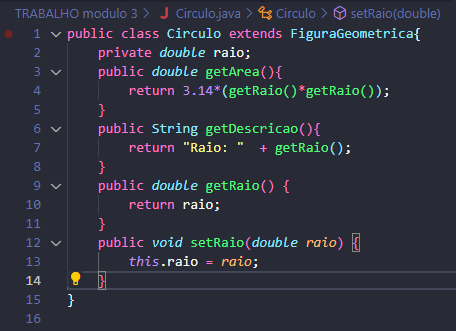 TRABALHO modulo 3 > Circulo.java > Circulo > setRaio(double)
1 public class Circulo extends FiguraGeometrica{
2 private double raio;
3 public double getArea(){
4 return 3.14*(getRaio()*getRaio());
5 }
6 public String getDescricao(){
7 return "Raio: "  + getRaio();
8 }
9 public double getRaio() {
10 return raio;
11 }
12 public void setRaio(double raio) {
13 this.raio = raio;
14 }
15 }
16